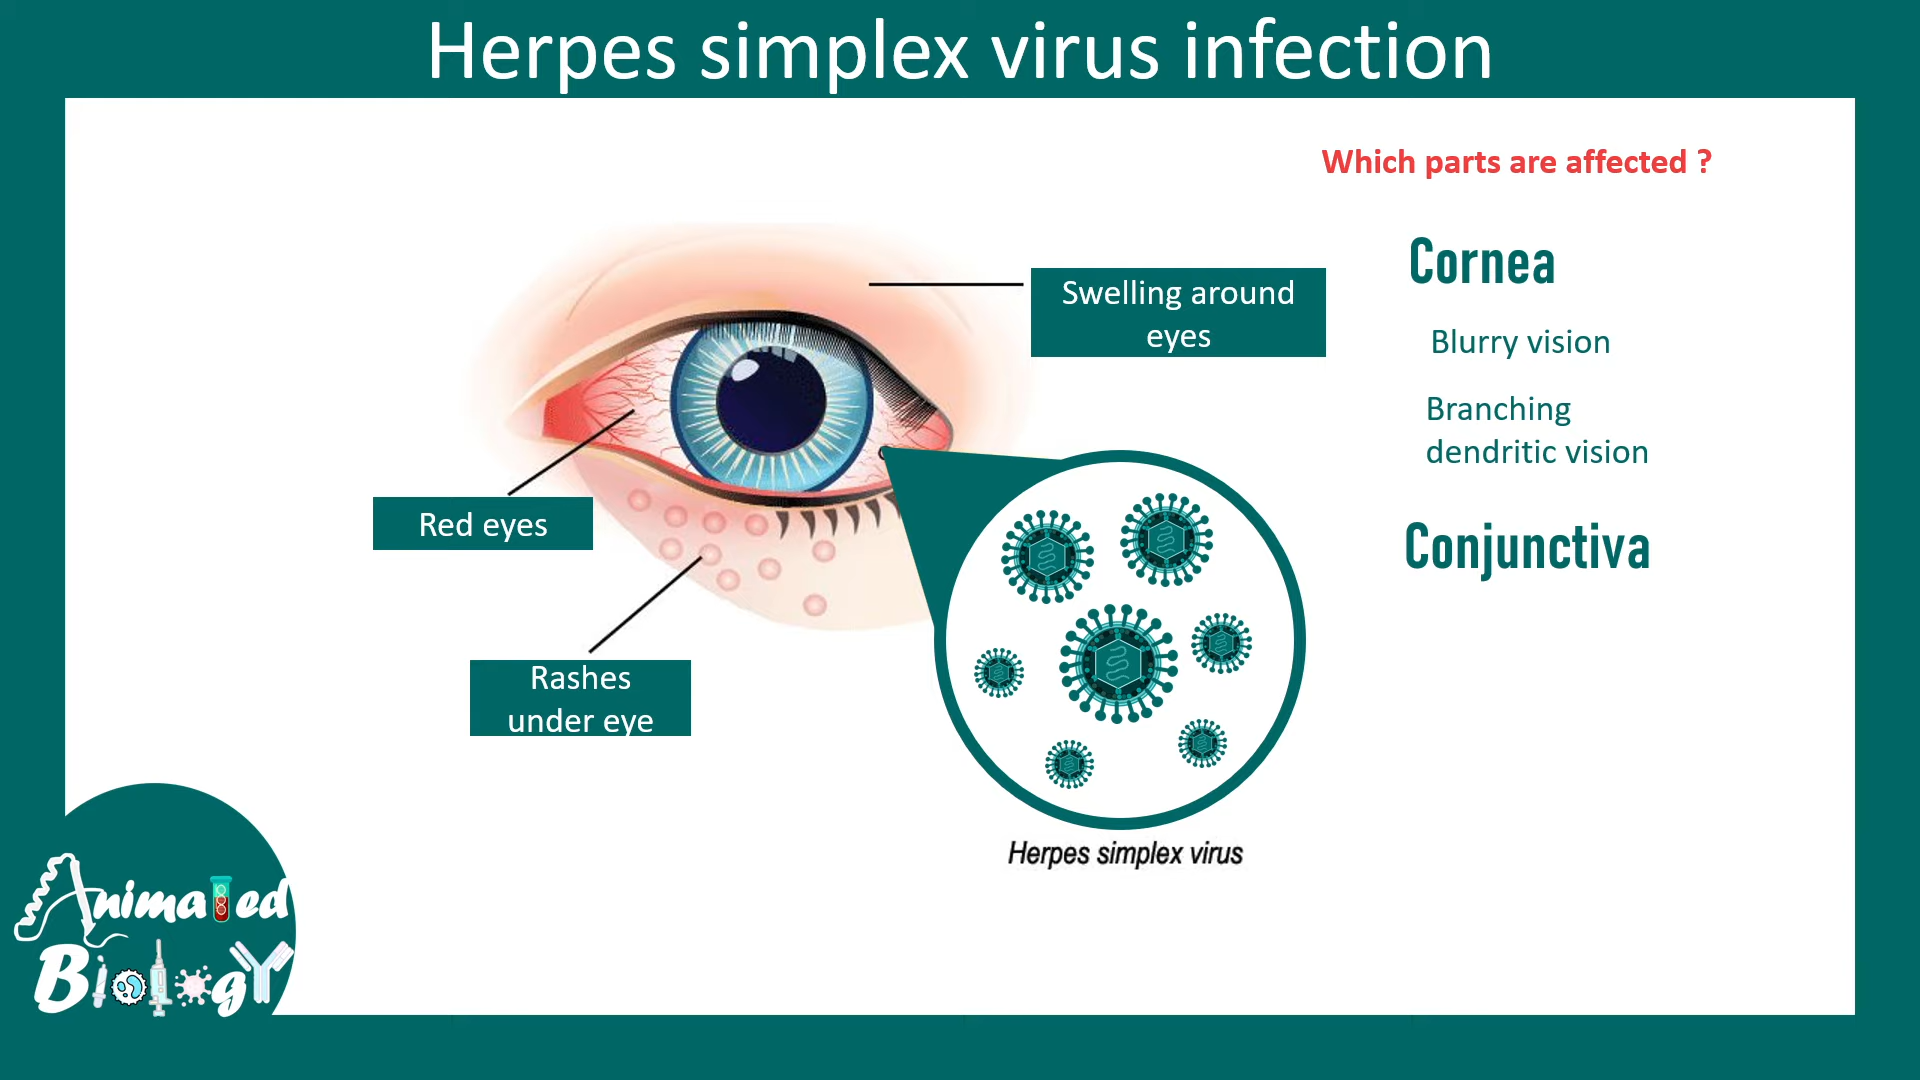 Herpes simplex virus infection
Which parts are affected ?
Cornea
Swelling around
eyes
Blurry vision
Branching
dendritic vision
Red eyes
Conjunctiva
Rashes
under eye
Herpes simplex virus
Animated
Biology